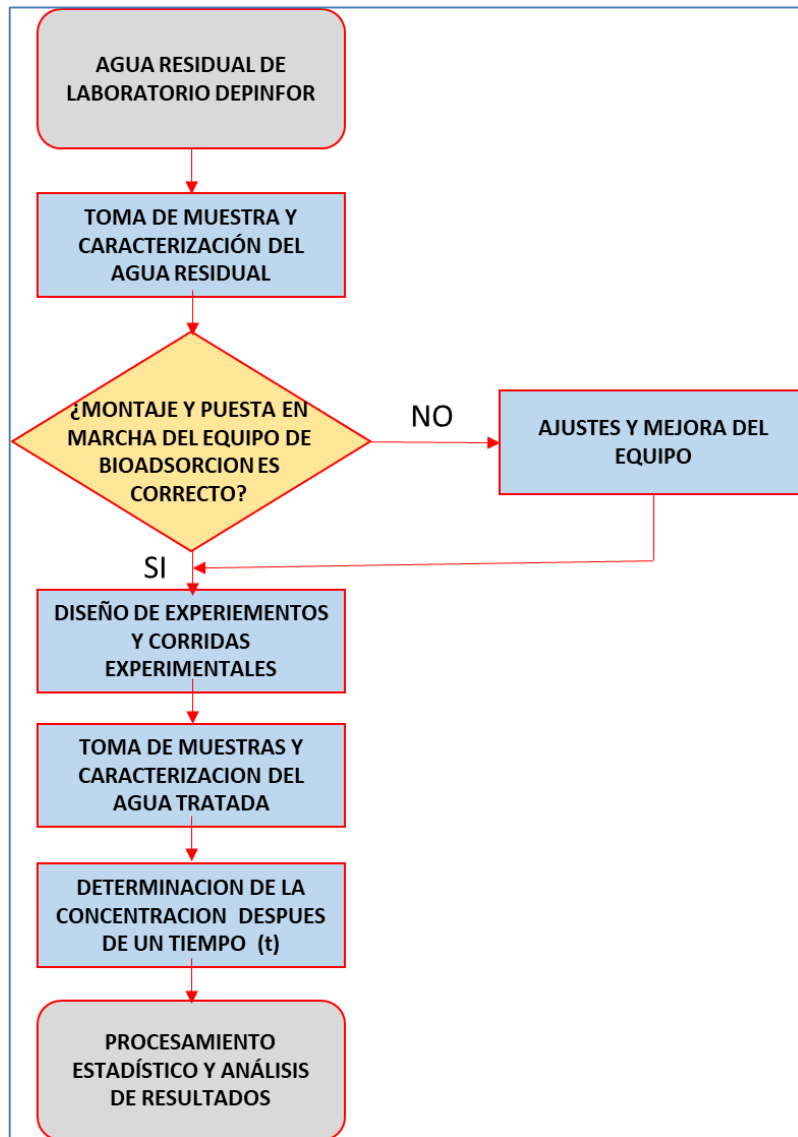 AGUA RESIDUAL DE
LABORATORIO DEPINFOR
TOMA DE MUESTRA Y
CARACTERIZACIÓN DEL
AGUA RESIDUAL
¿MONTAJE Y PUESTA EN
MARCHA DEL EQUIPO DE
BIOADSORCION ES
CORRECTO?
NO
AJUSTES Y MEJORA DEL
EQUIPO
SI
DISEÑO DE EXPERIEMENTOS
Y CORRIDAS
EXPERIMENTALES
TOMA DE MUESTRAS Y
CARACTERIZACION DEL
AGUA TRATADA
DETERMINACION DE LA
CONCENTRACION DESPUES
DE UN TIEMPO (t)
PROCESAMIENTO
ESTADÍSTICO Y ANÁLISIS
DE RESULTADOS